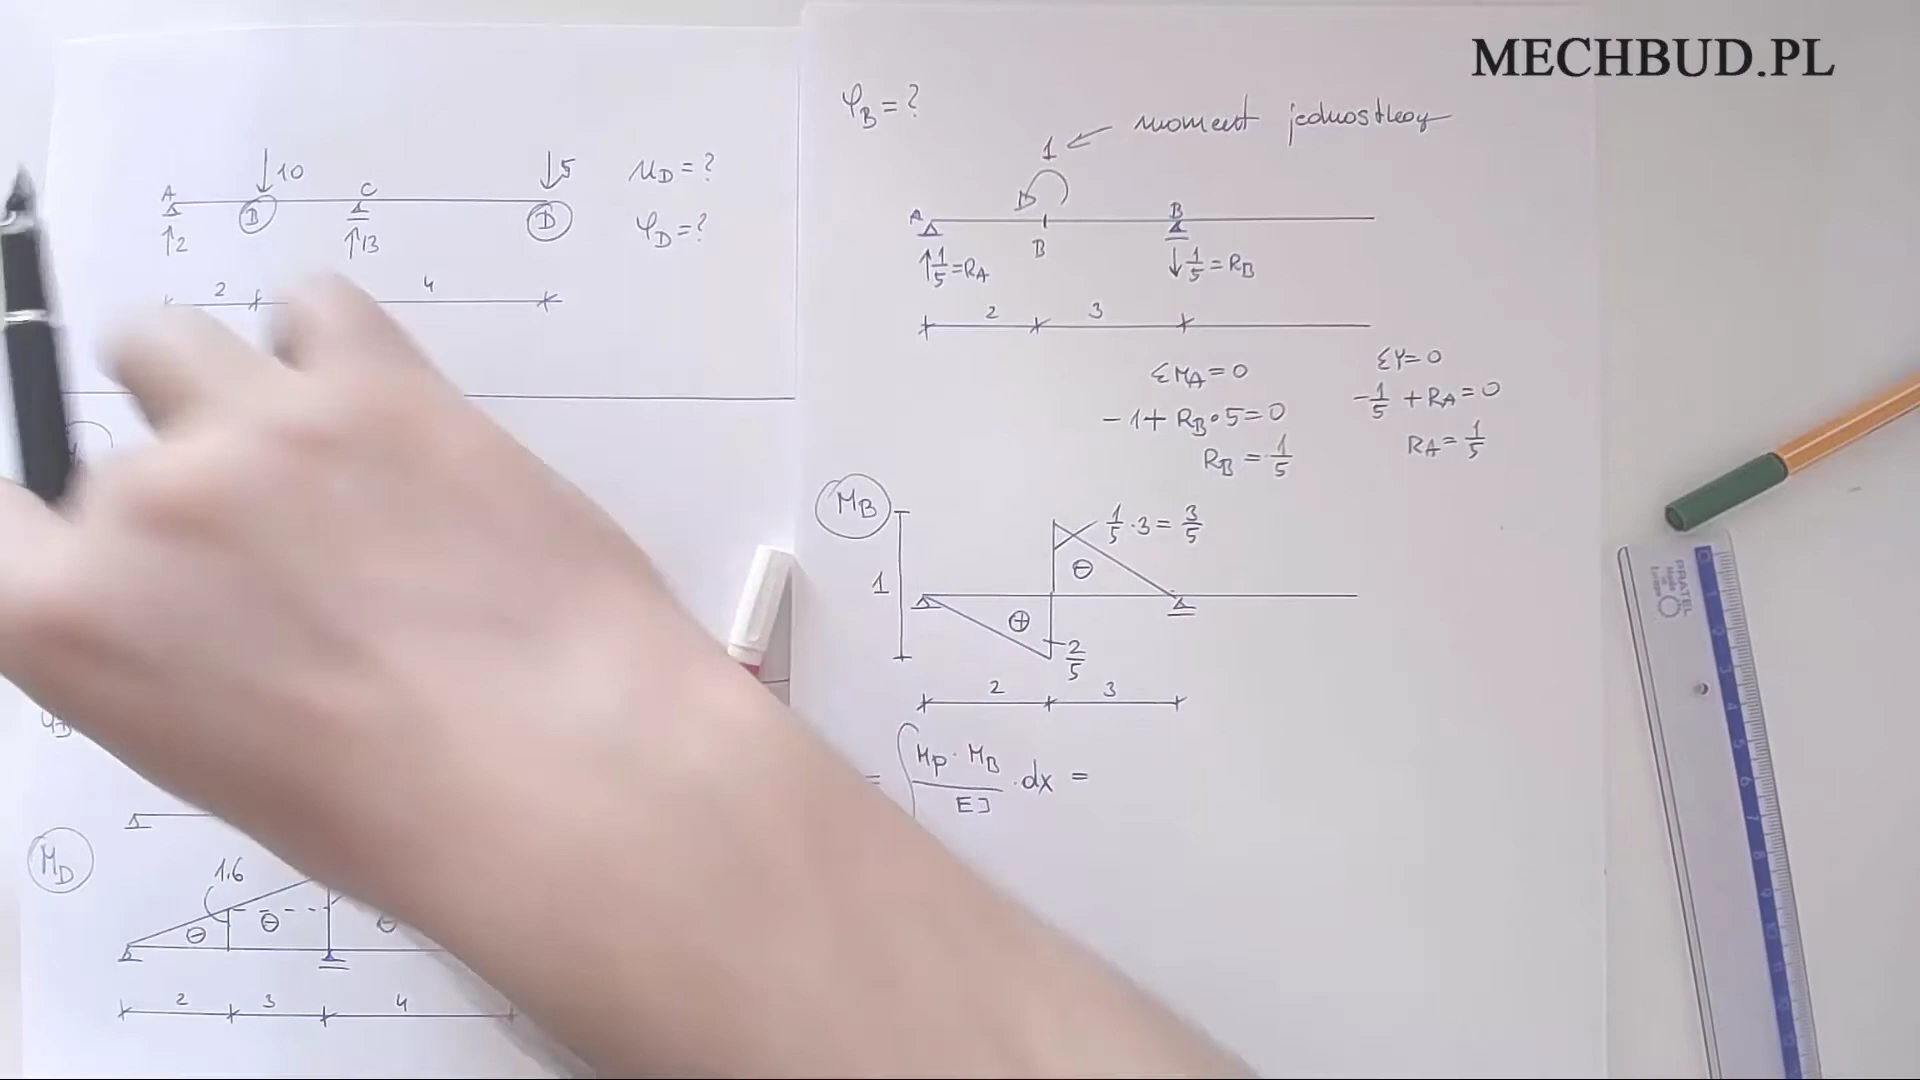 MECHBUD.PL
↓10
↓5
A
B
C
D
↑2
↑13
2
4
μD = ?
φD = ?
MD
1.6
⊖
⊖
2
3
4
φB = ?
1 ← moment jednostkowy
A
B
B
↑1/5 = RA
↓1/5 = RB
2
3
ΣMA = 0
- 1 + RB · 5 = 0
RB = 1/5
ΣY = 0
- 1/5 + RA = 0
RA = 1/5
MB
1
1/5 · 3 = 3/5
⊖
⊕
2/5
2
3
= ∫ MP · MB / EJ · dx =
PRATEL